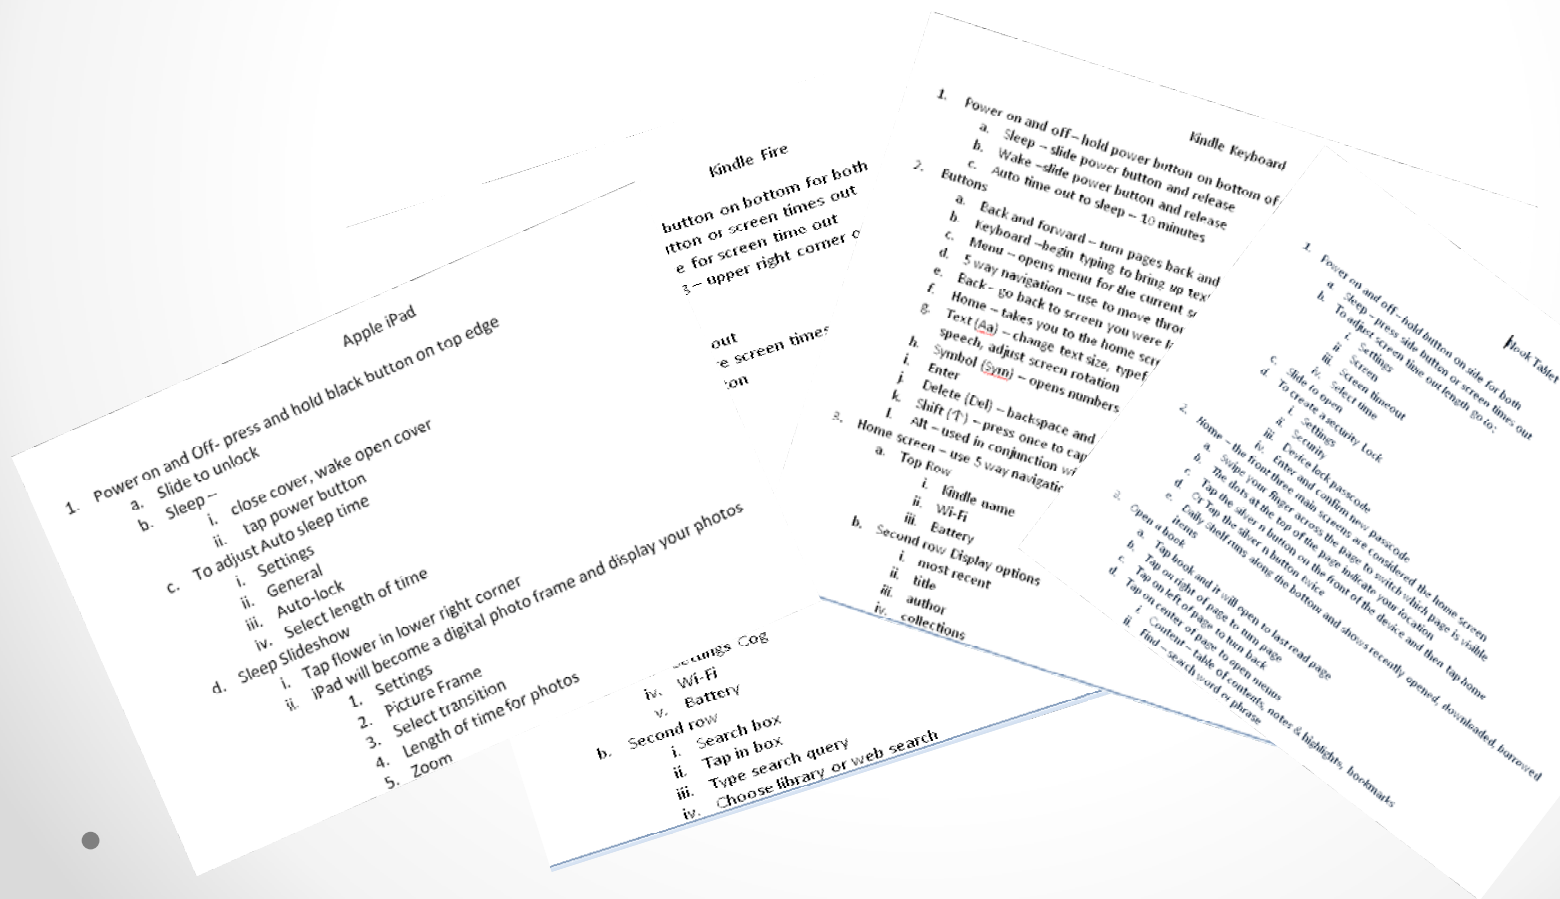 Apple iPad
1. Power on and Off- press and hold black button on top edge
a. Slide to unlock
b. Sleep –
i. close cover, wake open cover
ii. tap power button
c. To adjust Auto sleep time
i. Settings
ii. General
iii. Auto-lock
iv. Select length of time
d. Sleep Slideshow
i. Tap flower in lower right corner
ii. iPad will become a digital photo frame and display your photos
1. Settings
2. Picture Frame
3. Select transition
4. Length of time for photos
5. Zoom
Kindle Fire
button on bottom for both
or screen times out
e for screen time out
– upper right corner
out
e screen times
Cog
iv. Wi-Fi
v. Battery
b. Second row
i. Search box
ii. Tap in box
iii. Type search query
iv. Choose library or web search
Kindle Keyboard
1. Power on and off – hold power button on bottom of
a. Sleep – slide power button and release
b. Wake –slide power button and release
c. Auto time out to sleep – 10 minutes
2. Buttons
a. Back and forward – turn pages back and
b. Keyboard –begin typing to bring up
c. Menu – opens menu for the current
d. 5 way navigation – use to move
e. Back - go back to screen you were
f. Home – takes you to the home
g. Text (Aa) – change text size,
speech, adjust screen rotation
h. Symbol (Sym) – opens numbers
i. Enter
j. Delete (Del) – backspace and
k. Shift (⇧) – press once to
l. Alt – used in conjunction
3. Home screen – use 5 way
a. Top Row
i. Kindle name
ii. Wi-Fi
iii. Battery
b. Second row Display options
i. most recent
ii. title
iii. author
iv. collections
Nook Tablet
1. Power on and off – hold button on side for both
a. Sleep – press side button or screen times out
b. To adjust screen time out length go to:
i. Settings
ii. Screen
iii. Screen timeout
iv. Select time
c. Slide to open
d. To create a security Lock
i. Settings
ii. Security
iii. Device lock passcode
iv. Enter and confirm new passcode
2. Home – the front three main screens are considered the home screen
a. Swipe your finger across the page to switch which page is visible
b. The dots at the top of the page indicate your location
c. Tap the silver n button on the front of the device and then tap home
d. Or Tap the silver n button twice
e. Daily Shelf runs along the bottom and shows recently opened, downloaded, borrowed
items
3. Open a book
a. Tap book and it will open to last read page
b. Tap on right of page to turn page
c. Tap on left of page to turn back
d. Tap on center of page to open menus
i. Content – table of contents, notes & highlights, bookmarks
ii. Find – search word or phrase